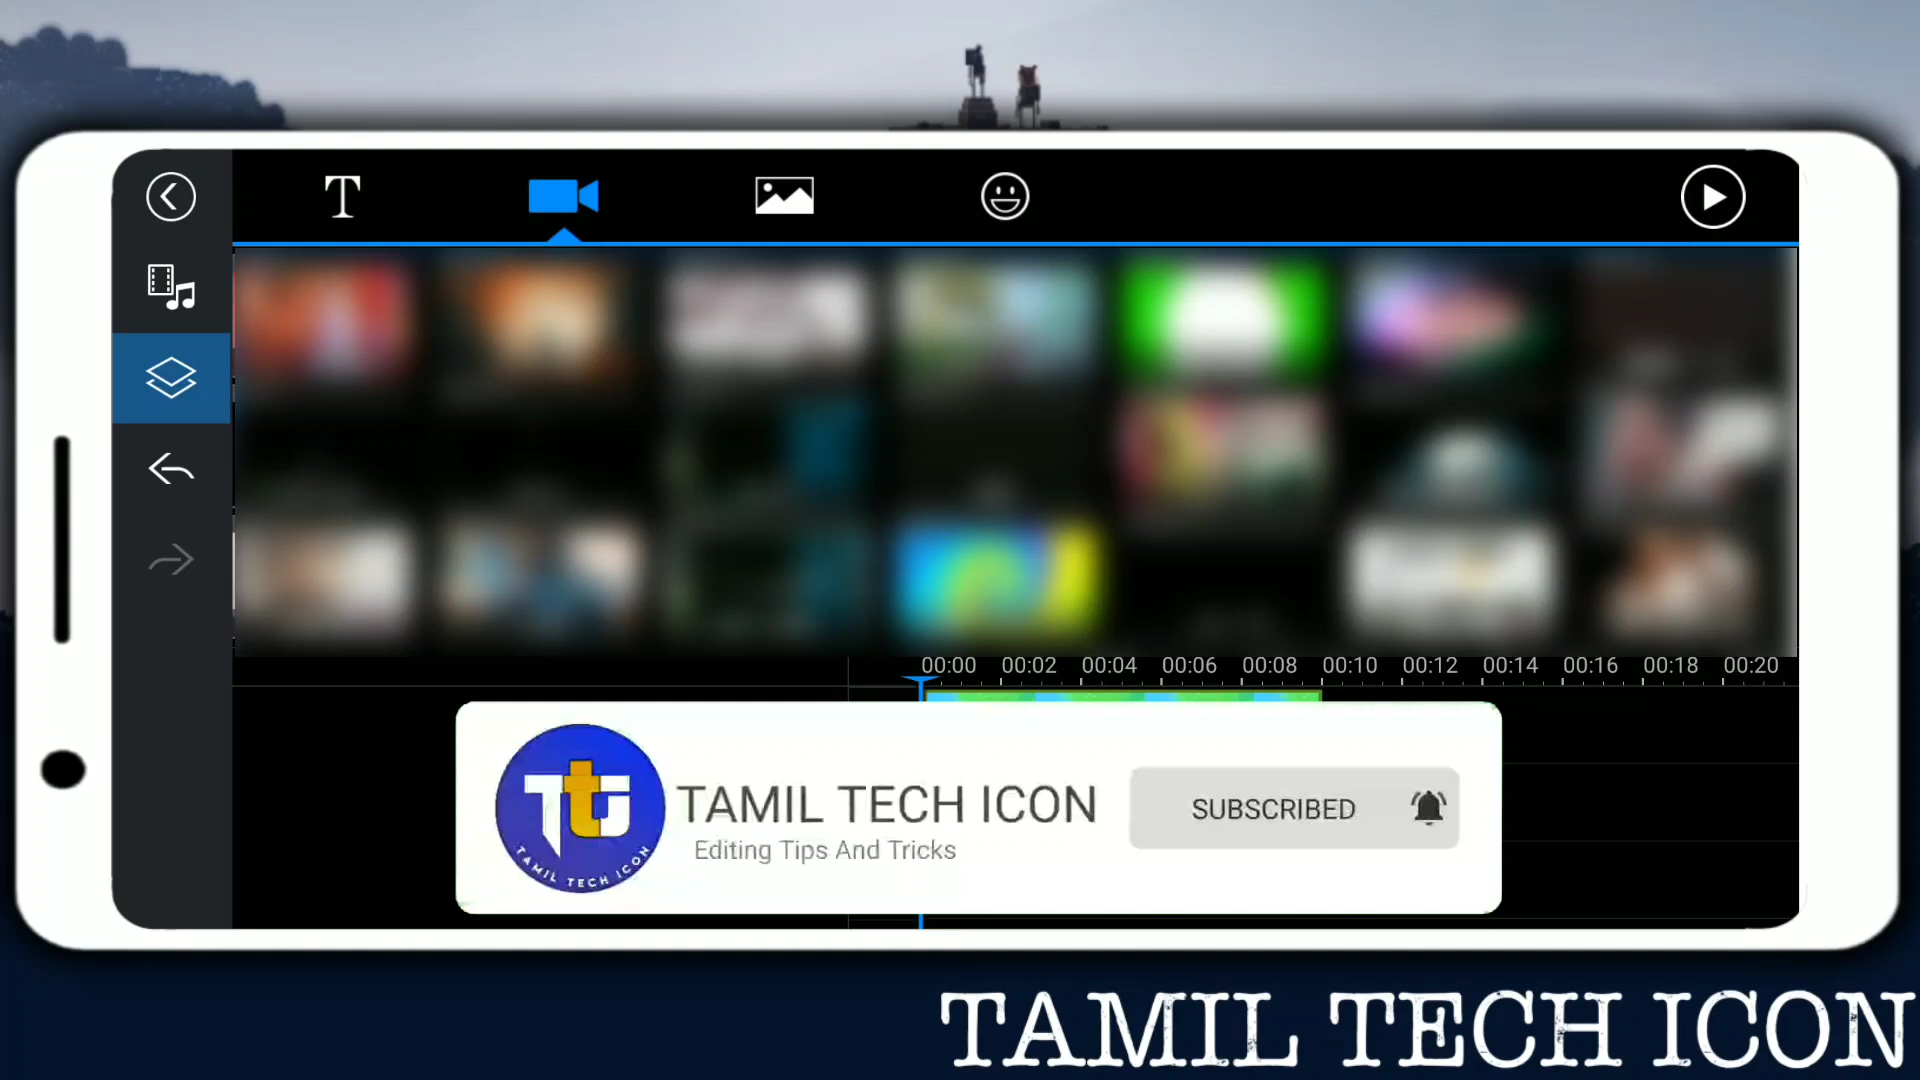 T
00:00 00:02 00:04 00:06 00:08 00:10 00:12 00:14 00:16 00:18 00:20
TTI
TAMIL TECH ICON
TAMIL TECH ICON
Editing Tips And Tricks
SUBSCRIBED
TAMIL TECH ICON